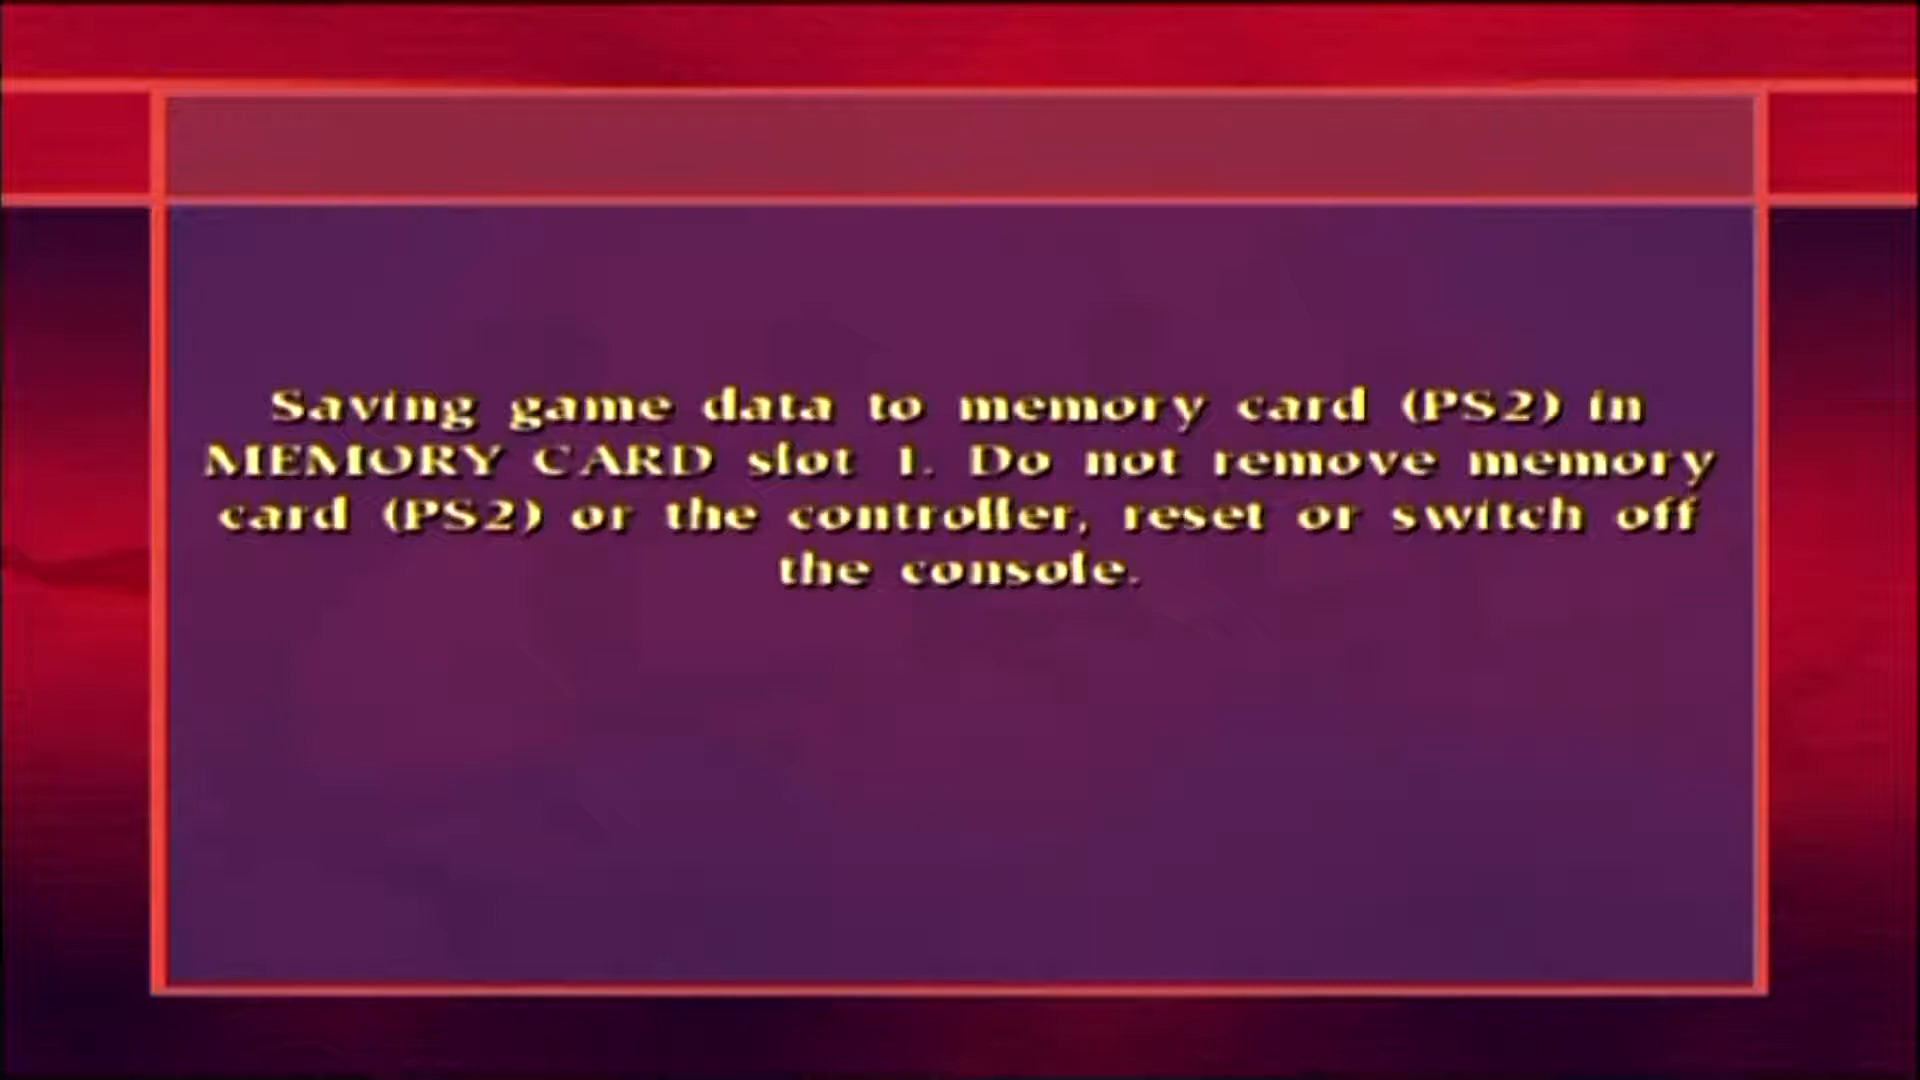 Saving game data to memory card (PS2) in
MEMORY CARD slot 1. Do not remove memory
card (PS2) or the controller, reset or switch off
the console.